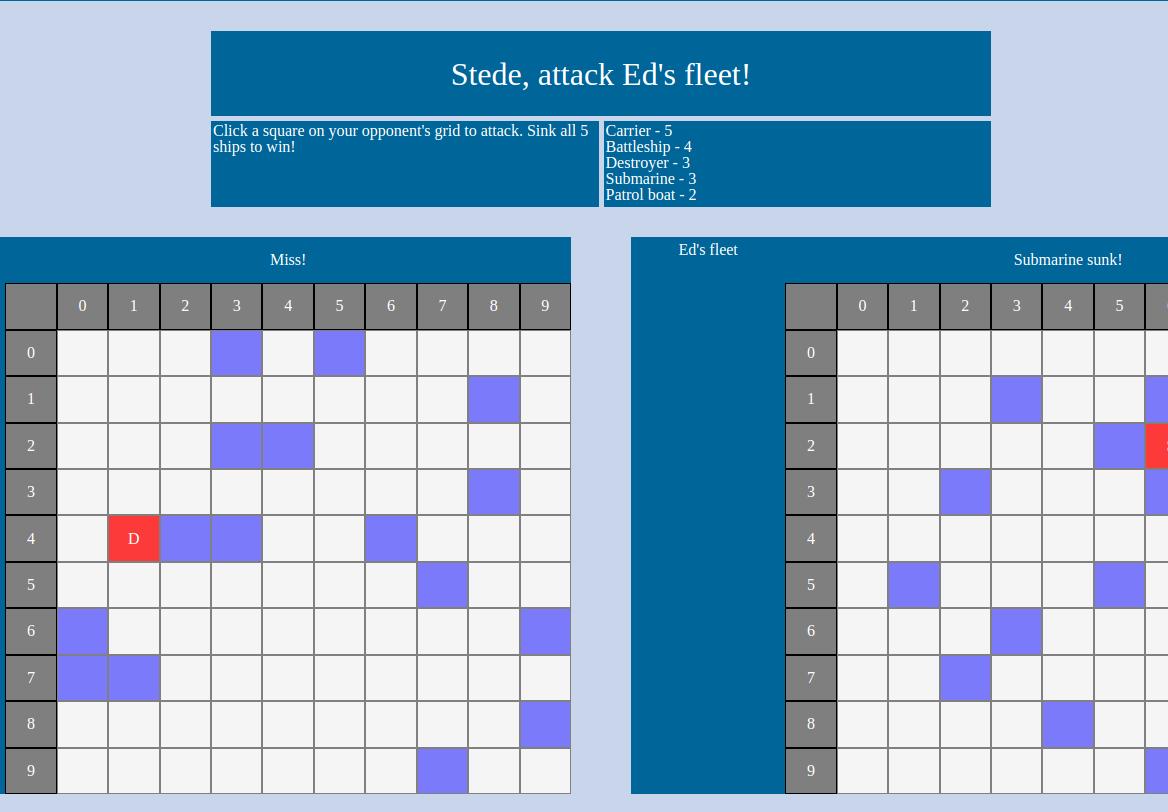 Stede, attack Ed's fleet!
Click a square on your opponent's grid to attack. Sink all 5
ships to win!
Carrier - 5
Battleship - 4
Destroyer - 3
Submarine - 3
Patrol boat - 2
Miss!
0 1 2 3 4 5 6 7 8 9
0
1
2
3
4 D
5
6
7
8
9
Ed's fleet
Submarine sunk!
0 1 2 3 4 5
0
1
2
3
4
5
6
7
8
9